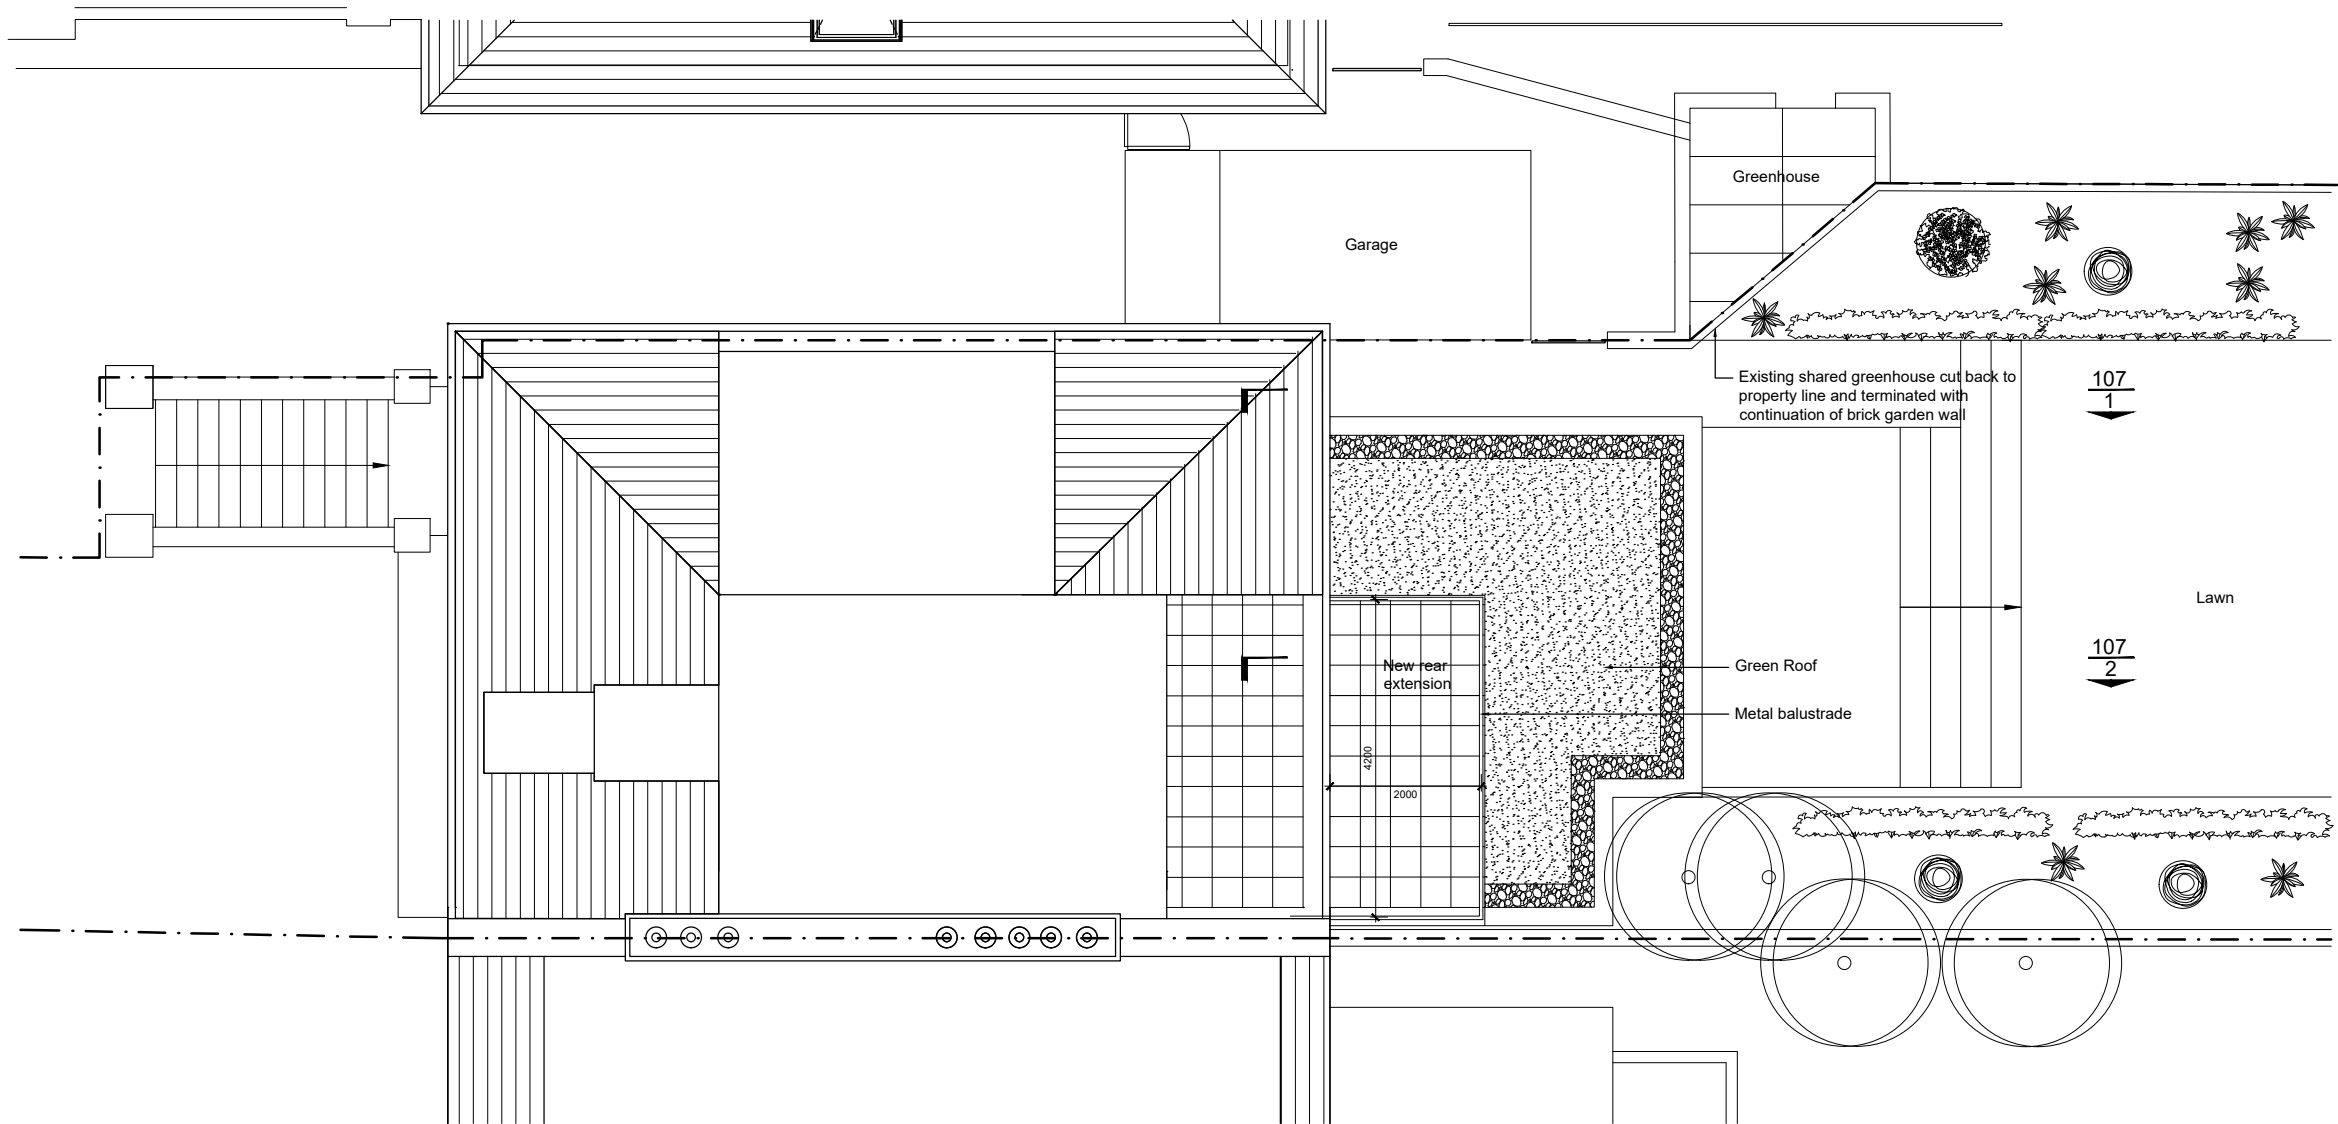 Greenhouse
Garage
Existing shared greenhouse cut back to
property line and terminated with
continuation of brick garden wall
107
1
Lawn
New rear
extension
Green Roof
107
2
Metal balustrade
4200
2000